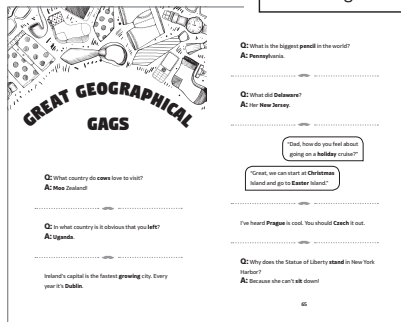 GREAT GEOGRAPHICAL
GAGS
Q: What country do cows love to visit?
A: Moo Zealand!
Q: In what country is it obvious that you left?
A: Uganda.
Ireland's capital is the fastest growing city. Every
year it's Dublin.
Q: What is the biggest pencil in the world?
A: Pennsylvania.
Q: What did Delaware?
A: Her New Jersey.
"Dad, how do you feel about
going on a holiday cruise?"
"Great, we can start at Christmas
Island and go to Easter Island."
I've heard Prague is cool. You should Czech it out.
Q: Why does the Statue of Liberty stand in New York
Harbor?
A: Because she can't sit down!
65